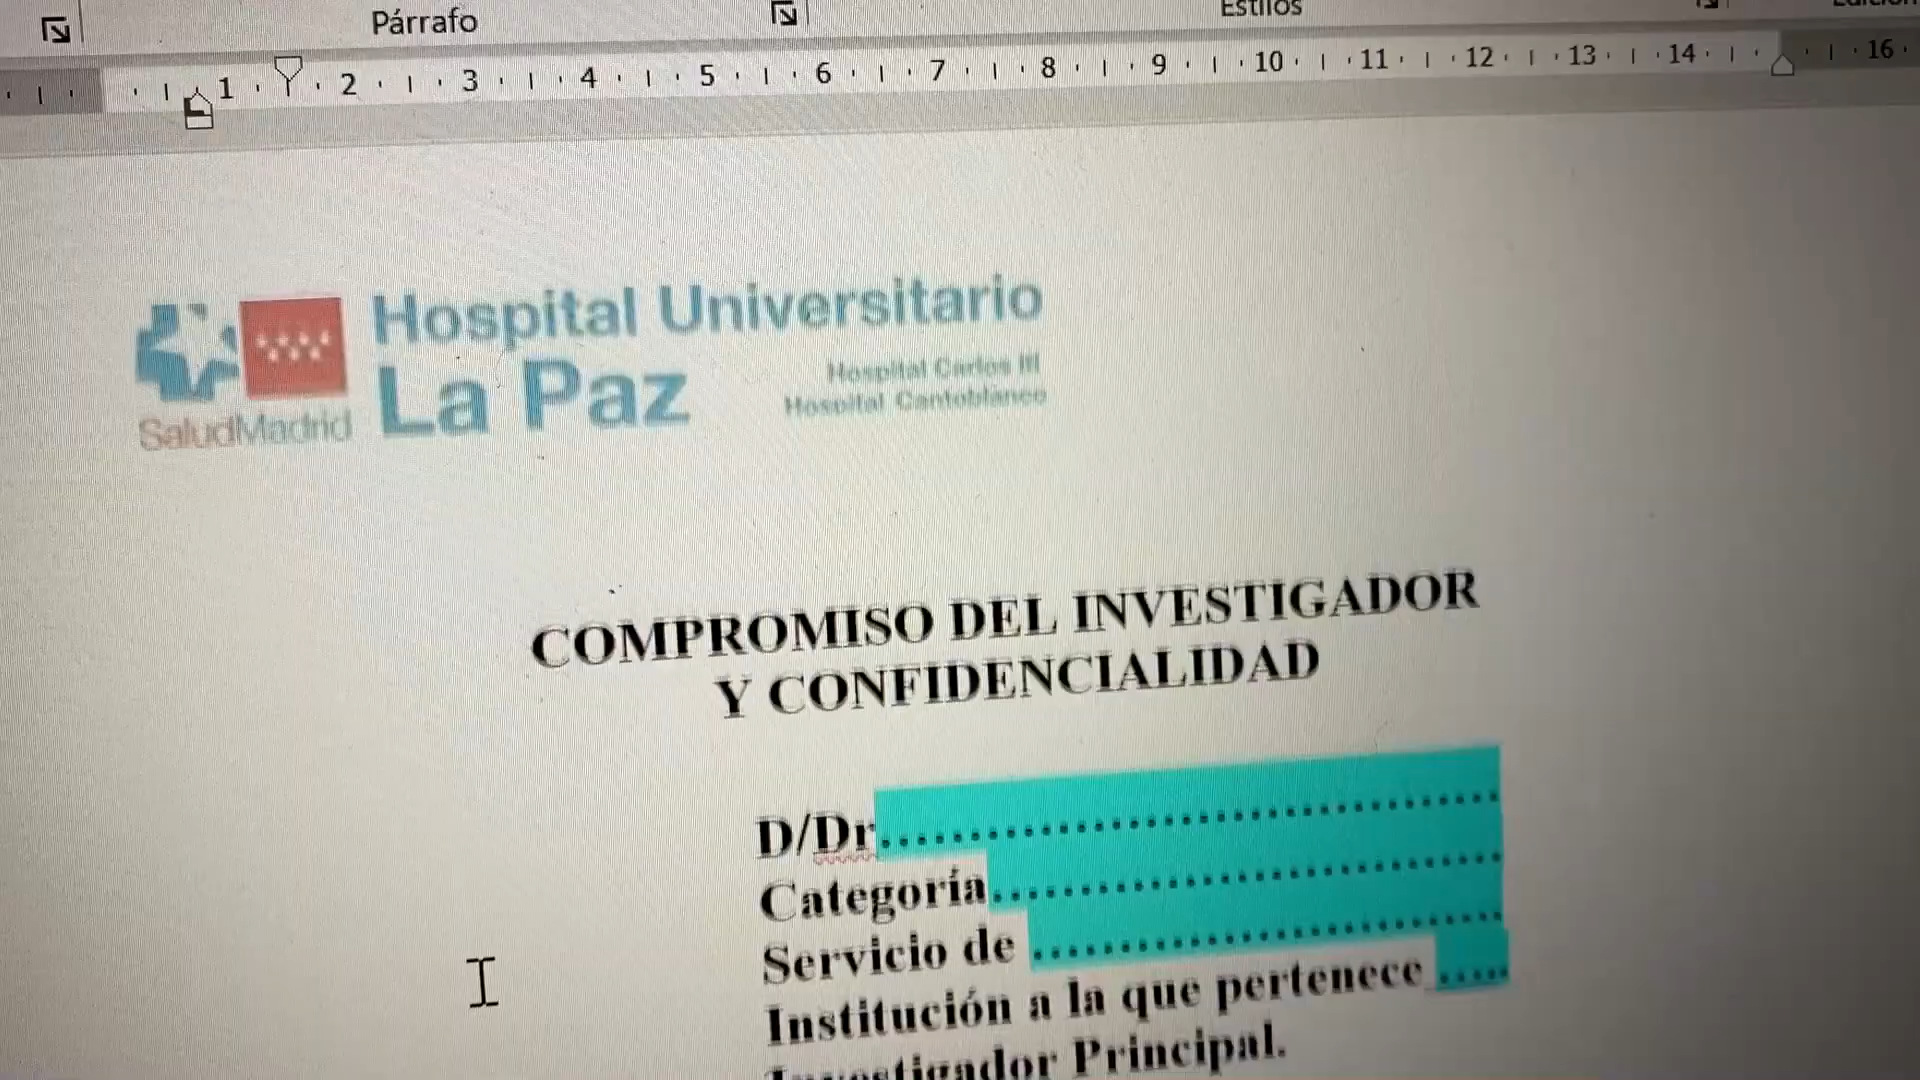 Párrafo
Estilos
1 2 3 4 5 6 7 8 9 10 11 12 13 14 16
Hospital Universitario
La Paz
Hospital Carlos III
Hospital Cantoblanco
SaludMadrid
COMPROMISO DEL INVESTIGADOR
Y CONFIDENCIALIDAD
D/Dr......................................
Categoría...............................
Servicio de ............................
Institución a la que pertenece .....
Investigador Principal.